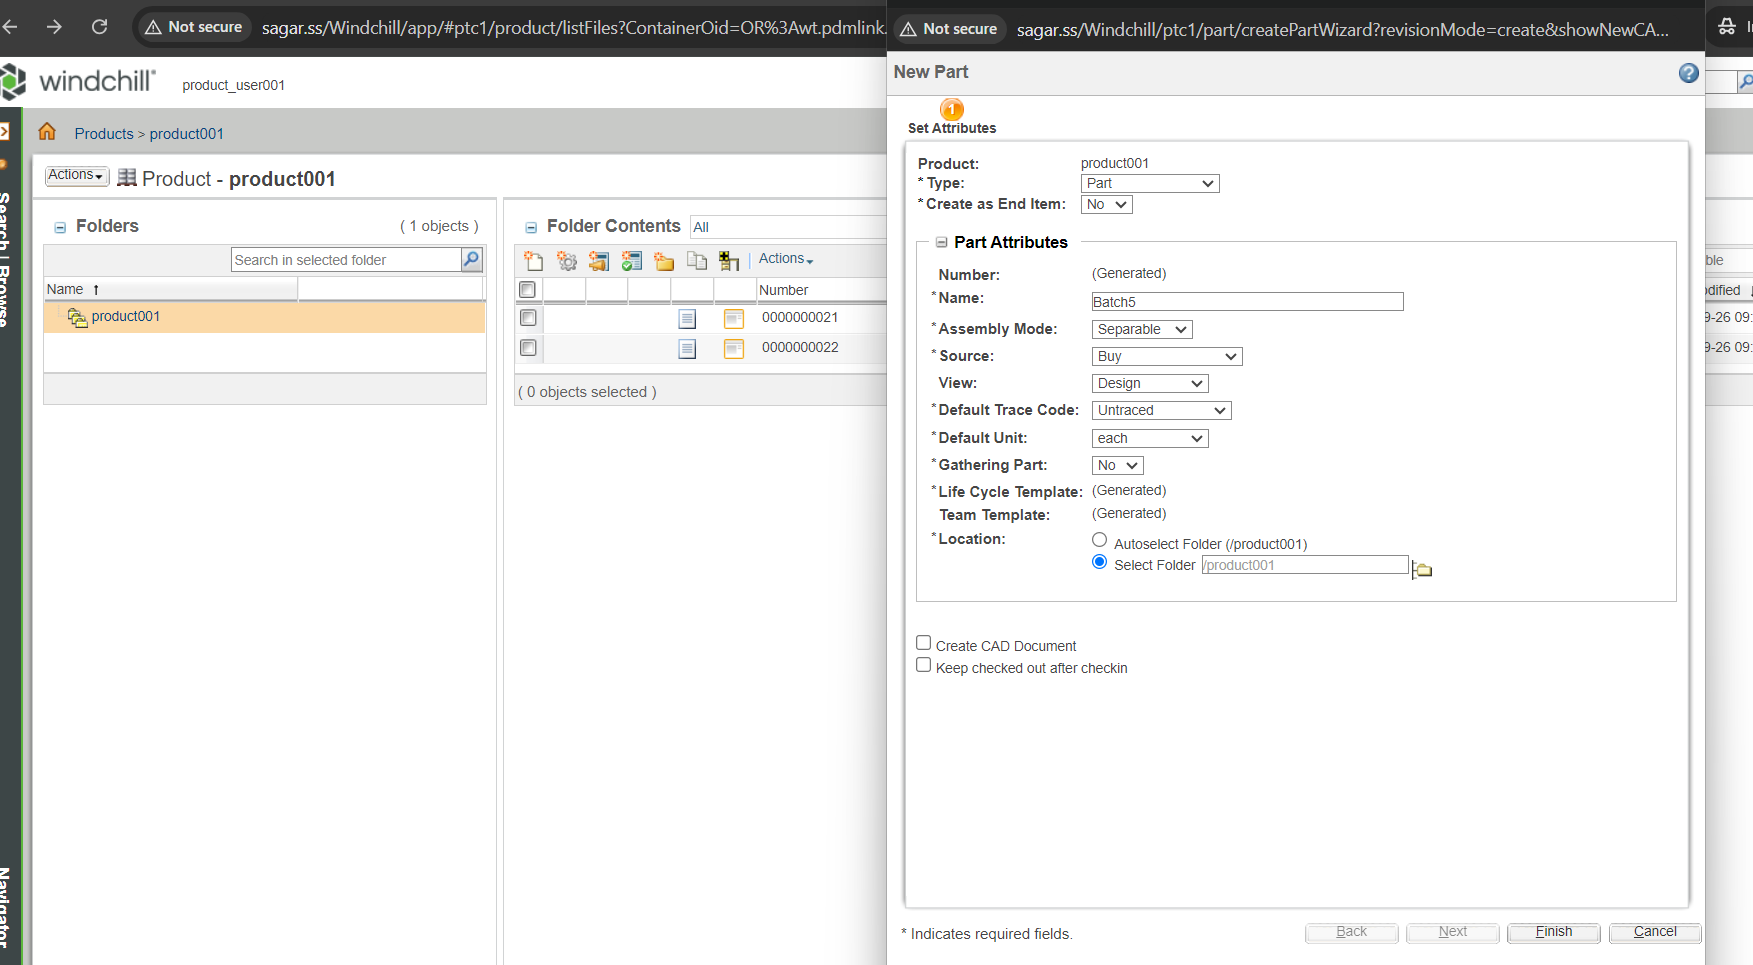 Not secure
sagar.ss/Windchill/app/#ptc1/product/listFiles?ContainerOid=OR%3Awt.pdmlink.
windchill
product_user001
Products > product001
Actions
Product - product001
Folders
( 1 objects )
Search in selected folder
Name ↑
product001
Search | Browse
Navigator
Folder Contents
All
Actions
Number
0000000021
0000000022
( 0 objects selected )
Not secure
sagar.ss/Windchill/ptc1/part/createPartWizard?revisionMode=create&showNewCA...
New Part
?
1
Set Attributes
Product: product001
* Type: Part
* Create as End Item: No
Part Attributes
Number: (Generated)
* Name: Batch5
* Assembly Mode: Separable
* Source: Buy
View: Design
* Default Trace Code: Untraced
* Default Unit: each
* Gathering Part: No
* Life Cycle Template: (Generated)
Team Template: (Generated)
* Location: Autoselect Folder (/product001)
Select Folder /product001
Create CAD Document
Keep checked out after checkin
* Indicates required fields.
Back
Next
Finish
Cancel